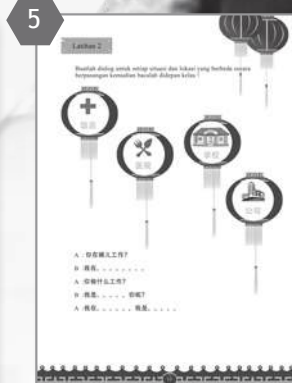 5
Latihan 2
Buatlah dialog untuk setiap situasi dan lokasi yang berbeda secara
berpasangan kemudian bacalah didepan kelas !
医院
学校
公司
A :你在哪儿工作?
B :我在. . . . . . . .
A :你做什么工作?
B :我是. . . . . 你呢?
A :我在. . . . . . 我是. . . . .